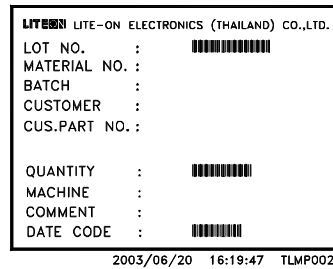 LITEON LITE-ON ELECTRONICS (THAILAND) CO.,LTD.
LOT NO. :
MATERIAL NO. :
BATCH :
CUSTOMER :
CUS.PART NO. :
QUANTITY :
MACHINE :
COMMENT :
DATE CODE :
2003/06/20 16:19:47 TLMP002